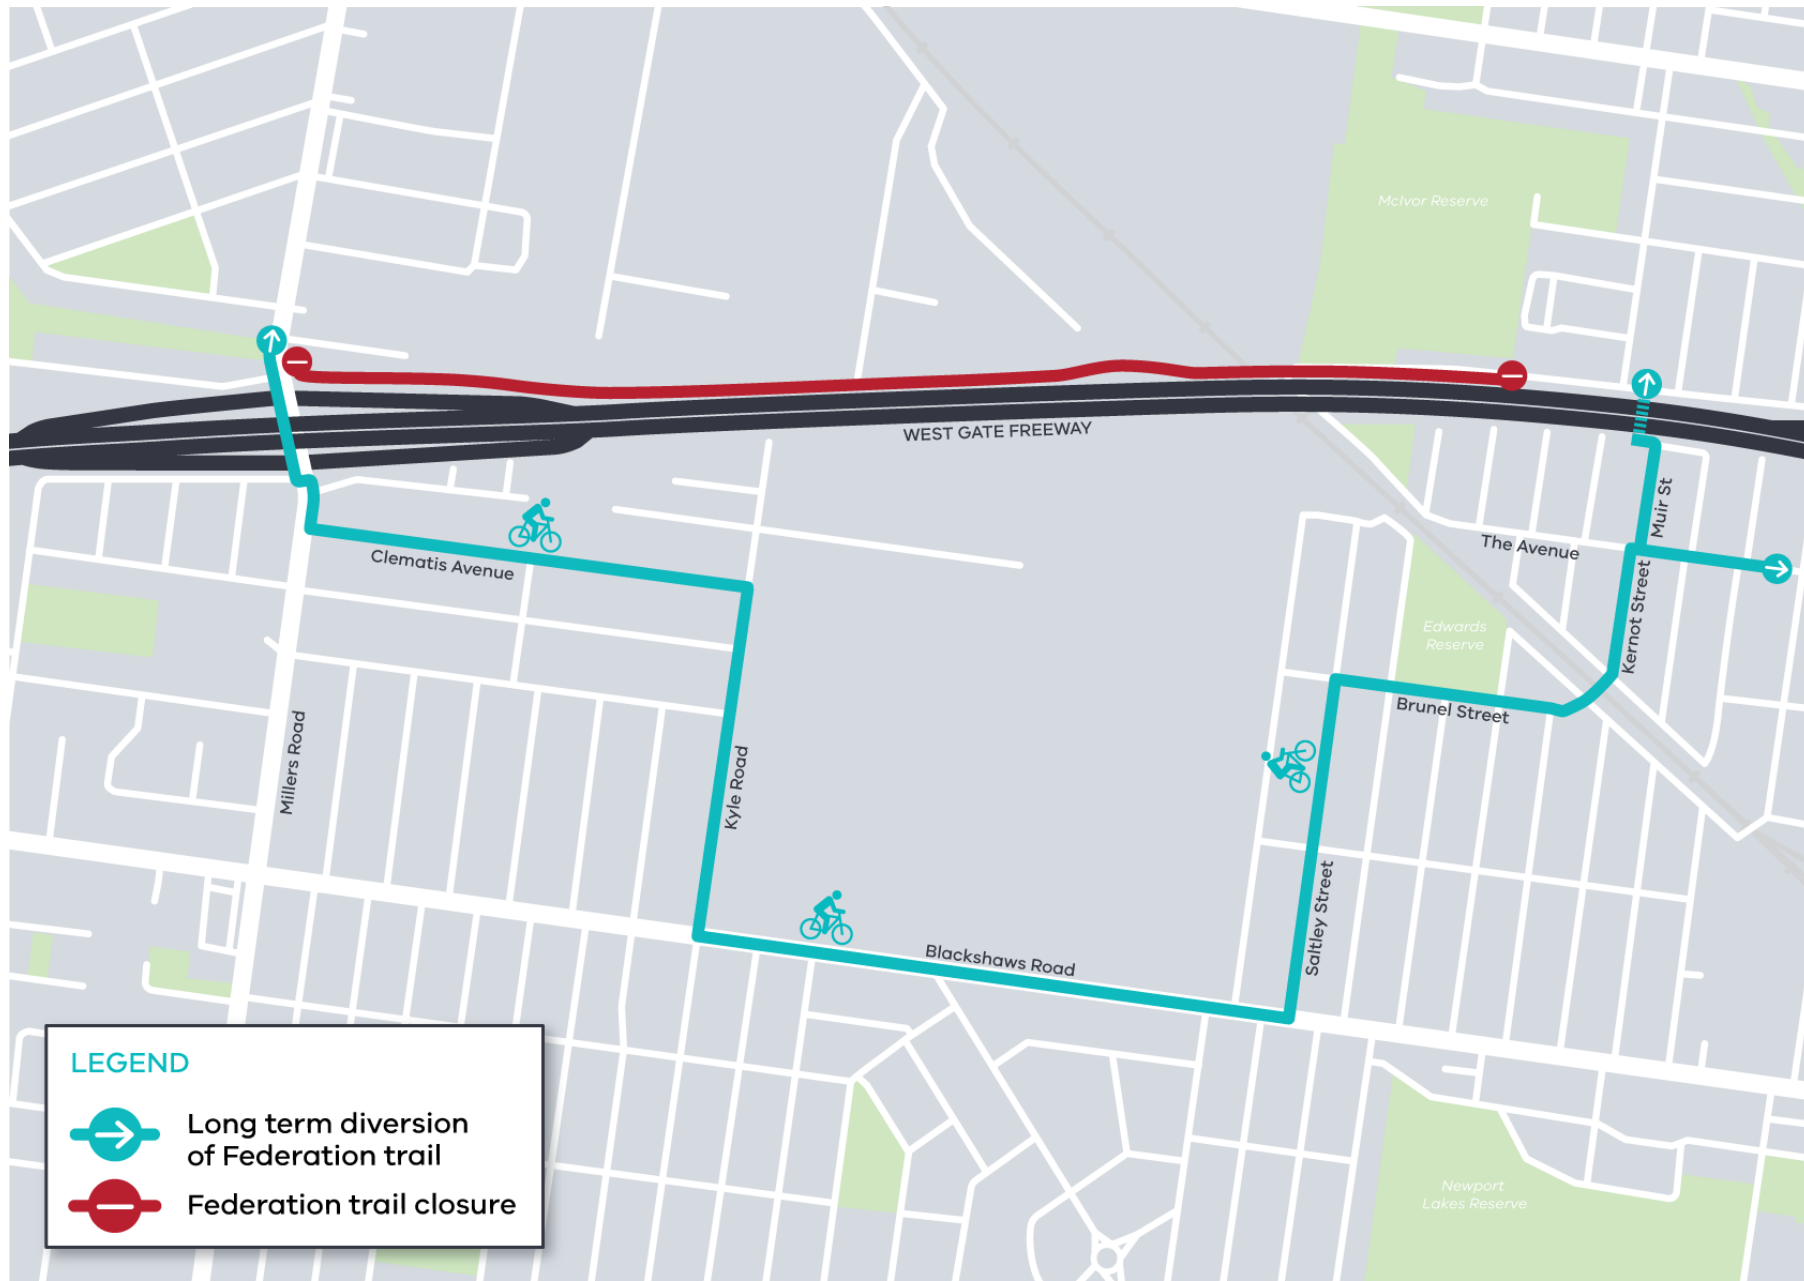 McIvor Reserve
WEST GATE FREEWAY
Muir St
The Avenue
Clematis Avenue
Kernot Street
Edwards
Reserve
Brunel Street
Millers Road
Kyle Road
Saltley Street
Blackshaws Road
LEGEND
Long term diversion
of Federation trail
Federation trail closure
Newport
Lakes Reserve